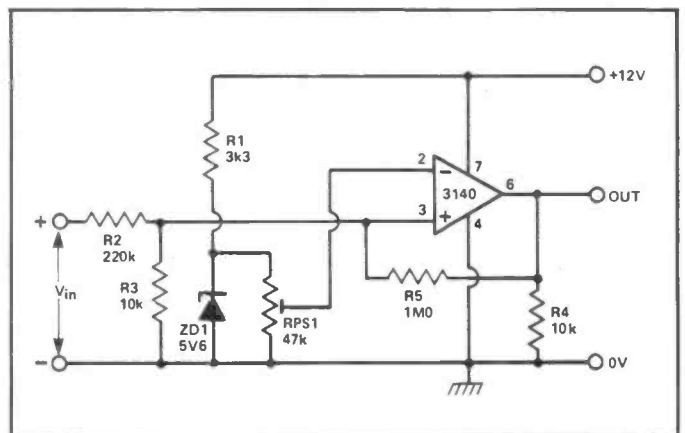 +12V
R1
3k3
2
7
-
3140
6
OUT
3
+
4
+
R2
220k
Vin
R3
10k
R5
1M0
R4
10k
ZD1
5V6
RPS1
47k
-
0V